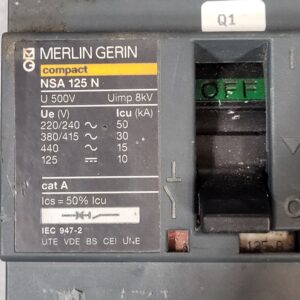 Q1
MERLIN GERIN
compact
NSA 125 N
U 500V Uimp 8kV
Ue (V) Icu (kA)
220/240 ~ 50
380/415 ~ 30
440 ~ 15
125 ⎓ 10
cat A
Ics = 50% Icu
IEC 947-2
UTE VDE BS CEI UNE
OFF